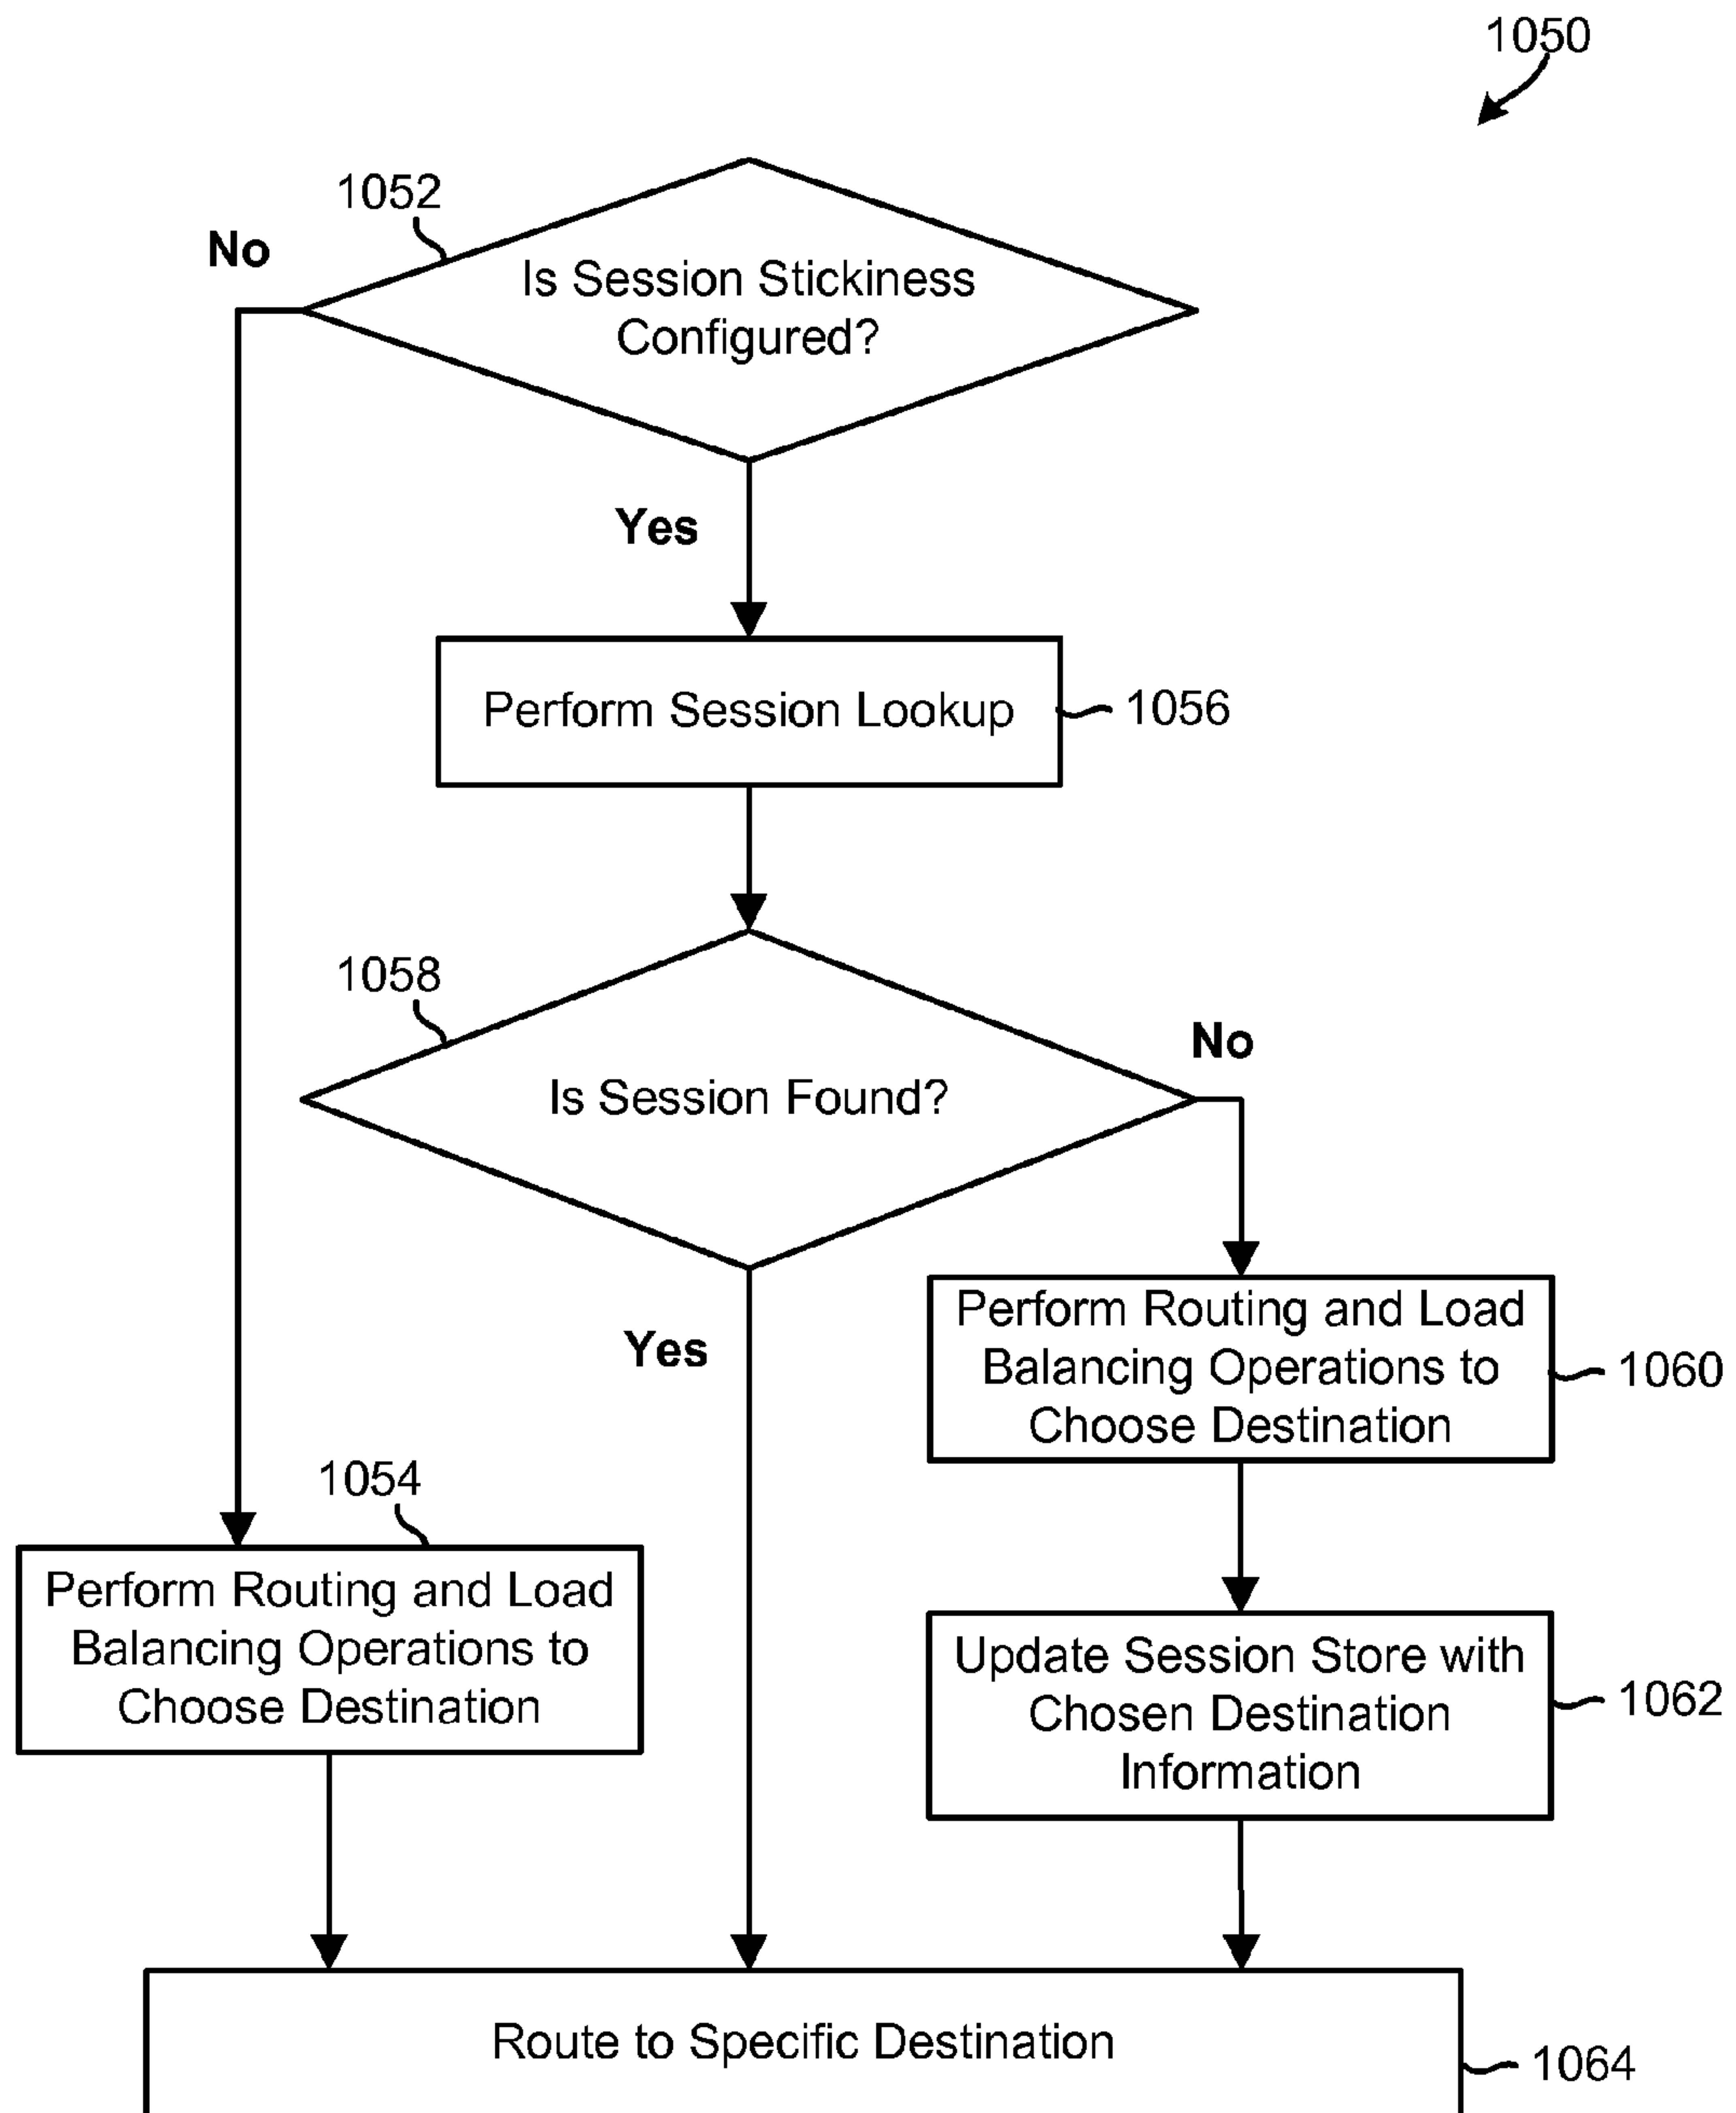 1050
1052
No
Is Session Stickiness
Configured?
Yes
Perform Session Lookup
1056
1058
No
Is Session Found?
Yes
Perform Routing and Load
Balancing Operations to
Choose Destination
1060
1054
Perform Routing and Load
Balancing Operations to
Choose Destination
Update Session Store with
Chosen Destination
Information
1062
Route to Specific Destination
1064